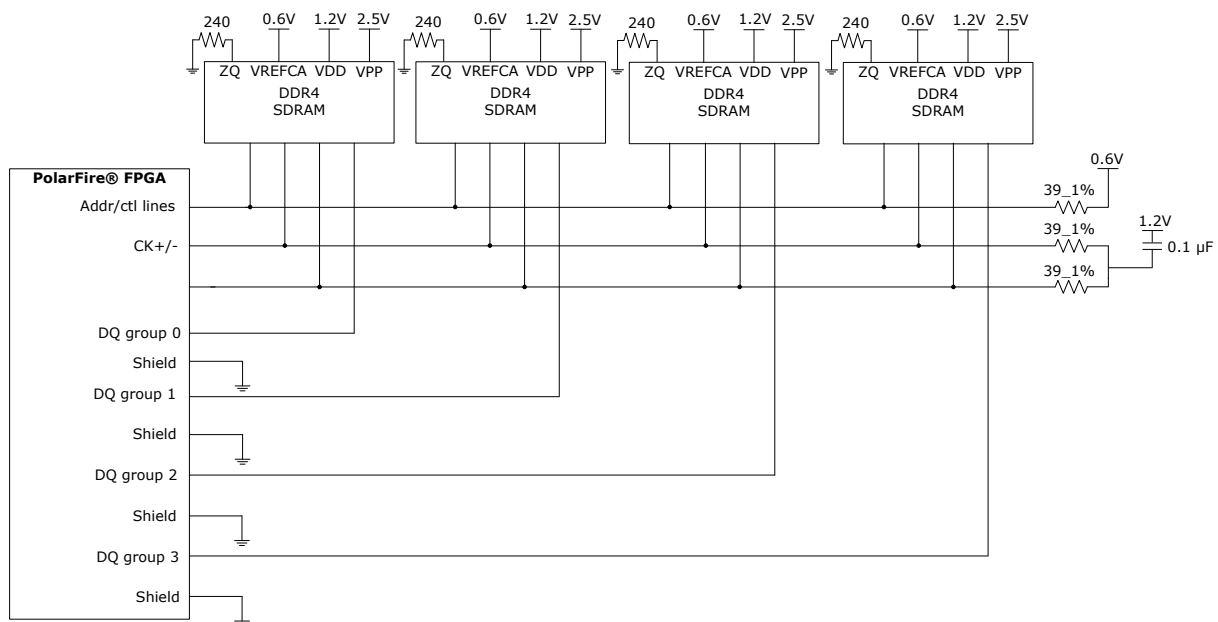 240 0.6V 1.2V 2.5V 240 0.6V 1.2V 2.5V 240 0.6V 1.2V 2.5V 240 0.6V 1.2V 2.5V
ZQ VREFCA VDD VPP ZQ VREFCA VDD VPP ZQ VREFCA VDD VPP ZQ VREFCA VDD VPP
DDR4 DDR4 DDR4 DDR4
SDRAM SDRAM SDRAM SDRAM
0.6V
PolarFire® FPGA
39_1%
Addr/ctl lines
1.2V
39_1%
CK+/-
0.1 µF
39_1%
-
DQ group 0
Shield
DQ group 1
Shield
DQ group 2
Shield
DQ group 3
Shield